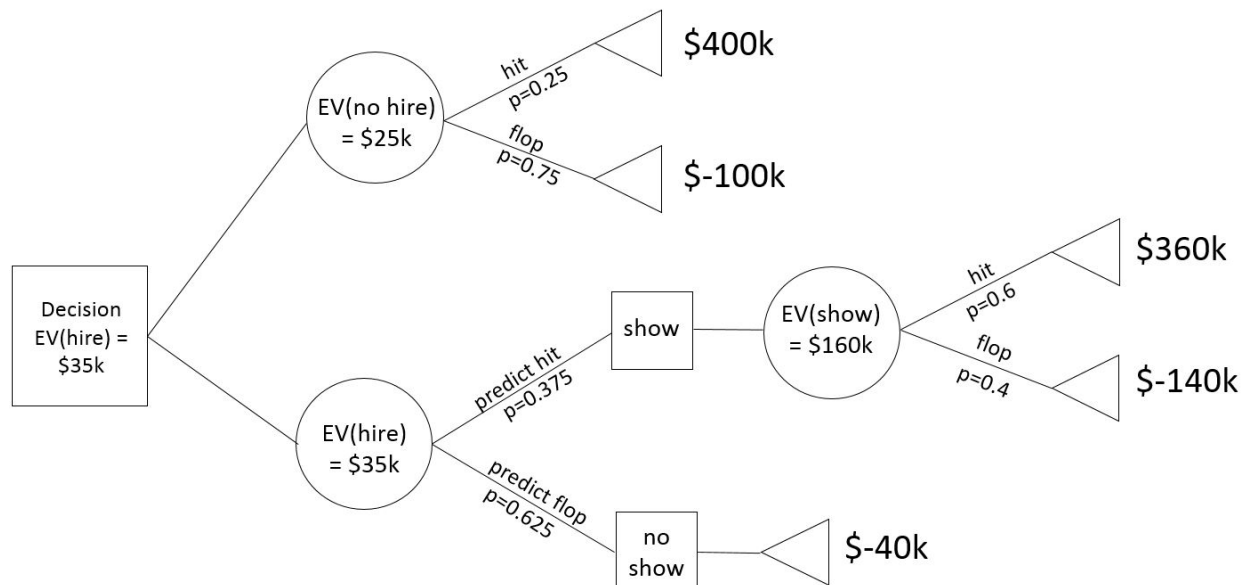 EV(no hire)
= $25k
hit
p=0.25
$400k
flop
p=0.75
$-100k
Decision
EV(hire) =
$35k
EV(hire)
= $35k
predict hit
p=0.375
show
EV(show)
= $160k
hit
p=0.6
$360k
flop
p=0.4
$-140k
predict flop
p=0.625
no
show
$-40k